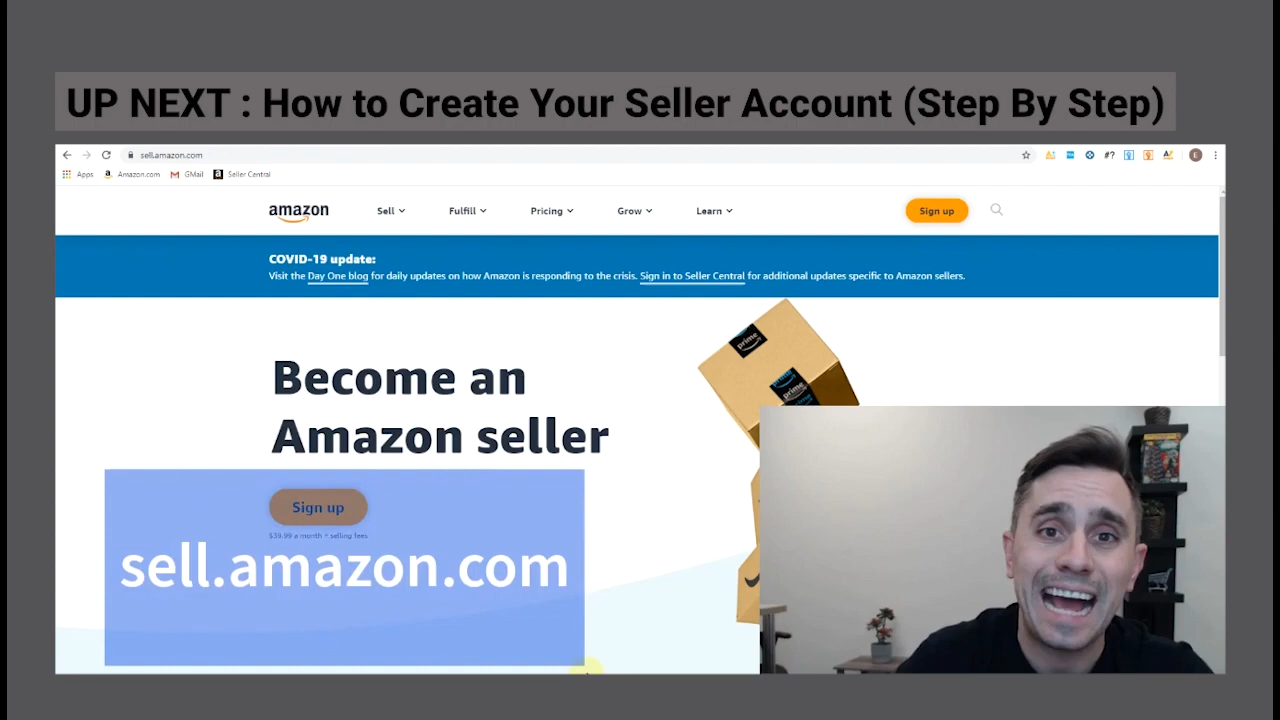 UP NEXT : How to Create Your Seller Account (Step By Step)
sell.amazon.com
#?
E
Apps
Amazon.com
GMail
Seller Central
amazon
Sell
Fulfill
Pricing
Grow
Learn
Sign up
COVID-19 update:
Visit the Day One blog for daily updates on how Amazon is responding to the crisis. Sign in to Seller Central for additional updates specific to Amazon sellers.
prime
prime
Become an
Amazon seller
Sign up
$39.99 a month + selling fees
sell.amazon.com